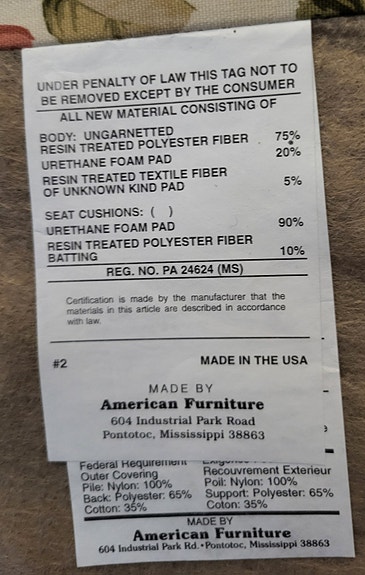 UNDER PENALTY OF LAW THIS TAG NOT TO
BE REMOVED EXCEPT BY THE CONSUMER
ALL NEW MATERIAL CONSISTING OF
BODY: UNGARNETTED
RESIN TREATED POLYESTER FIBER 75%
URETHANE FOAM PAD 20%
RESIN TREATED TEXTILE FIBER
OF UNKNOWN KIND PAD 5%
SEAT CUSHIONS: ( )
URETHANE FOAM PAD 90%
RESIN TREATED POLYESTER FIBER
BATTING 10%
REG. NO. PA 24624 (MS)
Certification is made by the manufacturer that the
materials in this article are described in accordance
with law.
#2 MADE IN THE USA
MADE BY
American Furniture
604 Industrial Park Road
Pontotoc, Mississippi 38863
Federal Requirement
Outer Covering Recouvrement Exterieur
Pile: Nylon: 100% Poil: Nylon: 100%
Back: Polyester: 65% Support: Polyester: 65%
Cotton: 35% Coton: 35%
MADE BY
American Furniture
604 Industrial Park Rd. • Pontotoc, Mississippi 38863